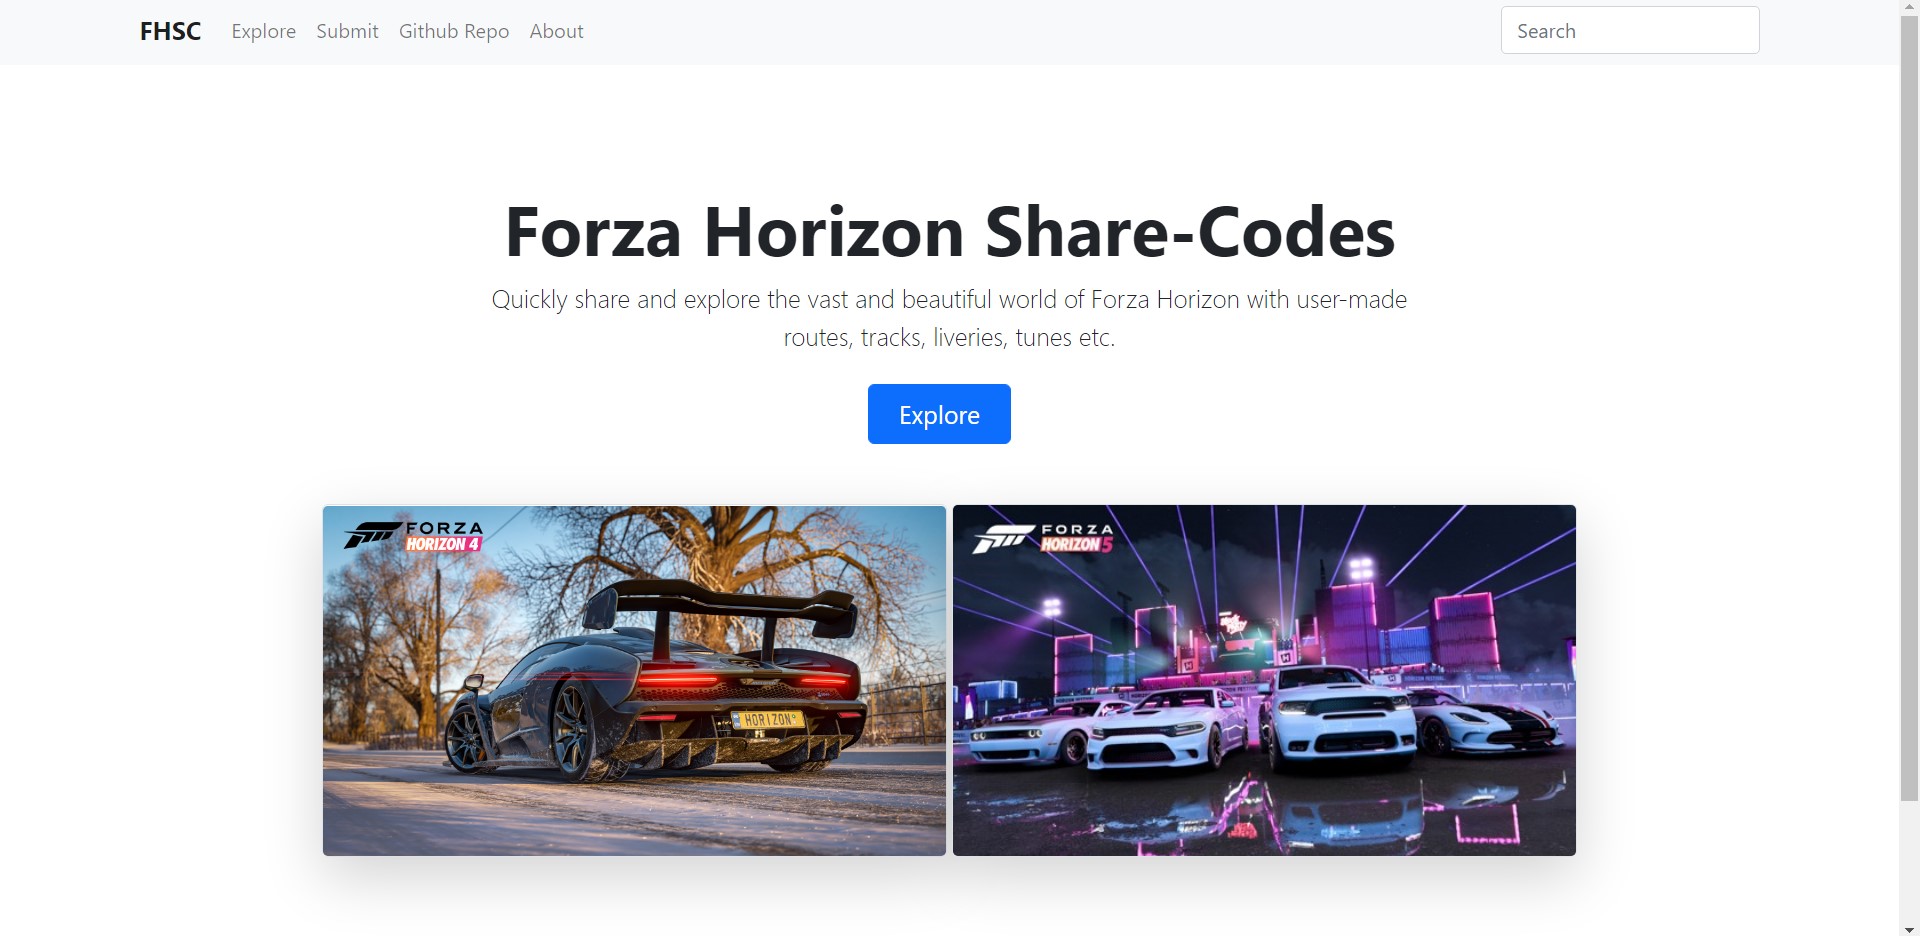 FHSC
Explore
Submit
Github Repo
About
Search
Forza Horizon Share-Codes
Quickly share and explore the vast and beautiful world of Forza Horizon with user-made
routes, tracks, liveries, tunes etc.
Explore
FORZA
HORIZON 4
HORIZON
FORZA
HORIZON 5